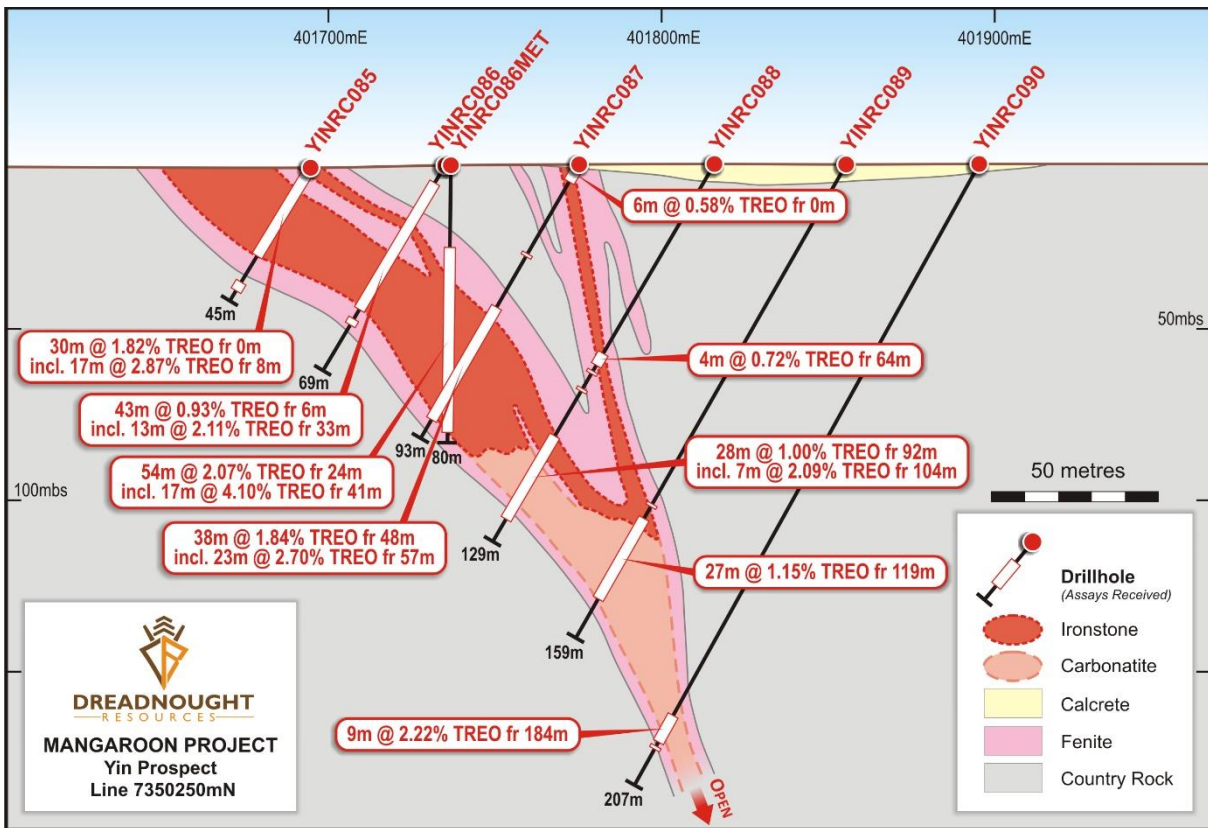 401700mE
401800mE
401900mE
YINRC085
YINRC086
YINRC086MET
YINRC087
YINRC088
YINRC089
YINRC090
6m @ 0.58% TREO fr 0m
45m
50mbs
30m @ 1.82% TREO fr 0m
incl. 17m @ 2.87% TREO fr 8m
4m @ 0.72% TREO fr 64m
69m
43m @ 0.93% TREO fr 6m
incl. 13m @ 2.11% TREO fr 33m
93m
80m
28m @ 1.00% TREO fr 92m
incl. 7m @ 2.09% TREO fr 104m
54m @ 2.07% TREO fr 24m
incl. 17m @ 4.10% TREO fr 41m
50 metres
100mbs
38m @ 1.84% TREO fr 48m
incl. 23m @ 2.70% TREO fr 57m
129m
27m @ 1.15% TREO fr 119m
159m
9m @ 2.22% TREO fr 184m
207m
OPEN
Drillhole
(Assays Received)
Ironstone
Carbonatite
Calcrete
Fenite
Country Rock
DREADNOUGHT
RESOURCES
MANGAROON PROJECT
Yin Prospect
Line 7350250mN